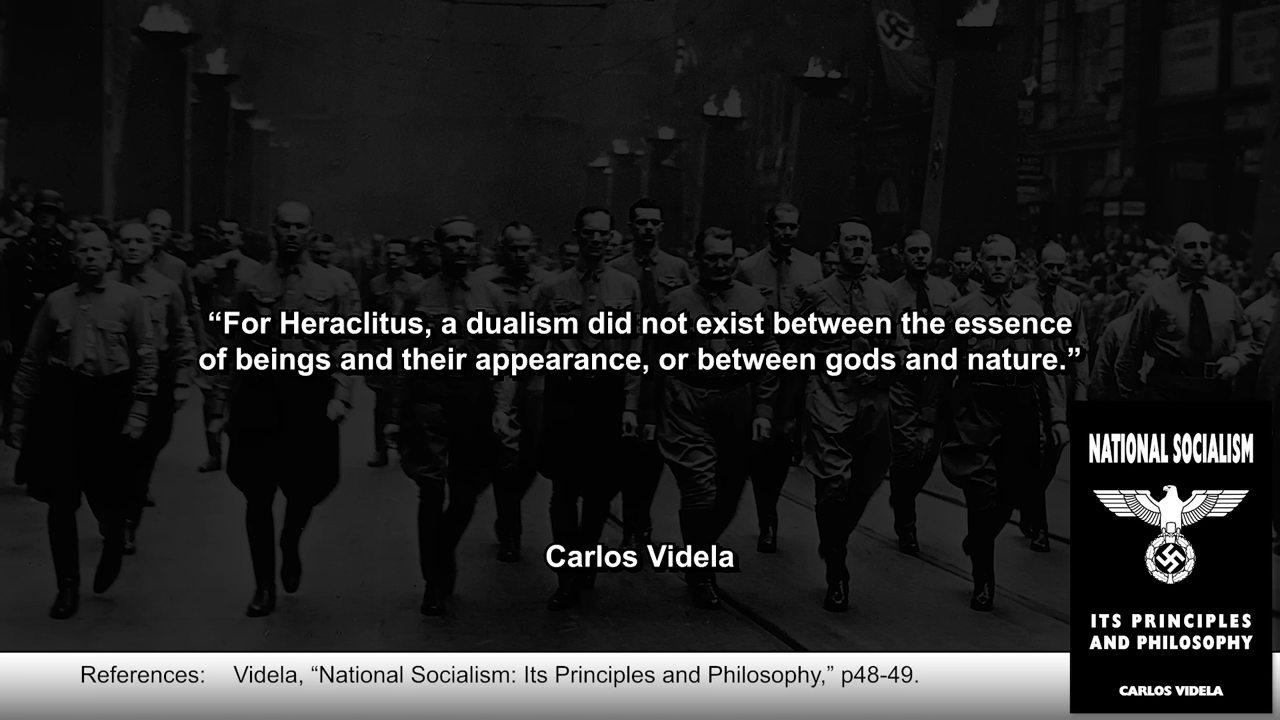 “For Heraclitus, a dualism did not exist between the essence
of beings and their appearance, or between gods and nature.”
Carlos Videla
NATIONAL SOCIALISM
ITS PRINCIPLES
AND PHILOSOPHY
CARLOS VIDELA
References: Videla, “National Socialism: Its Principles and Philosophy,” p48-49.